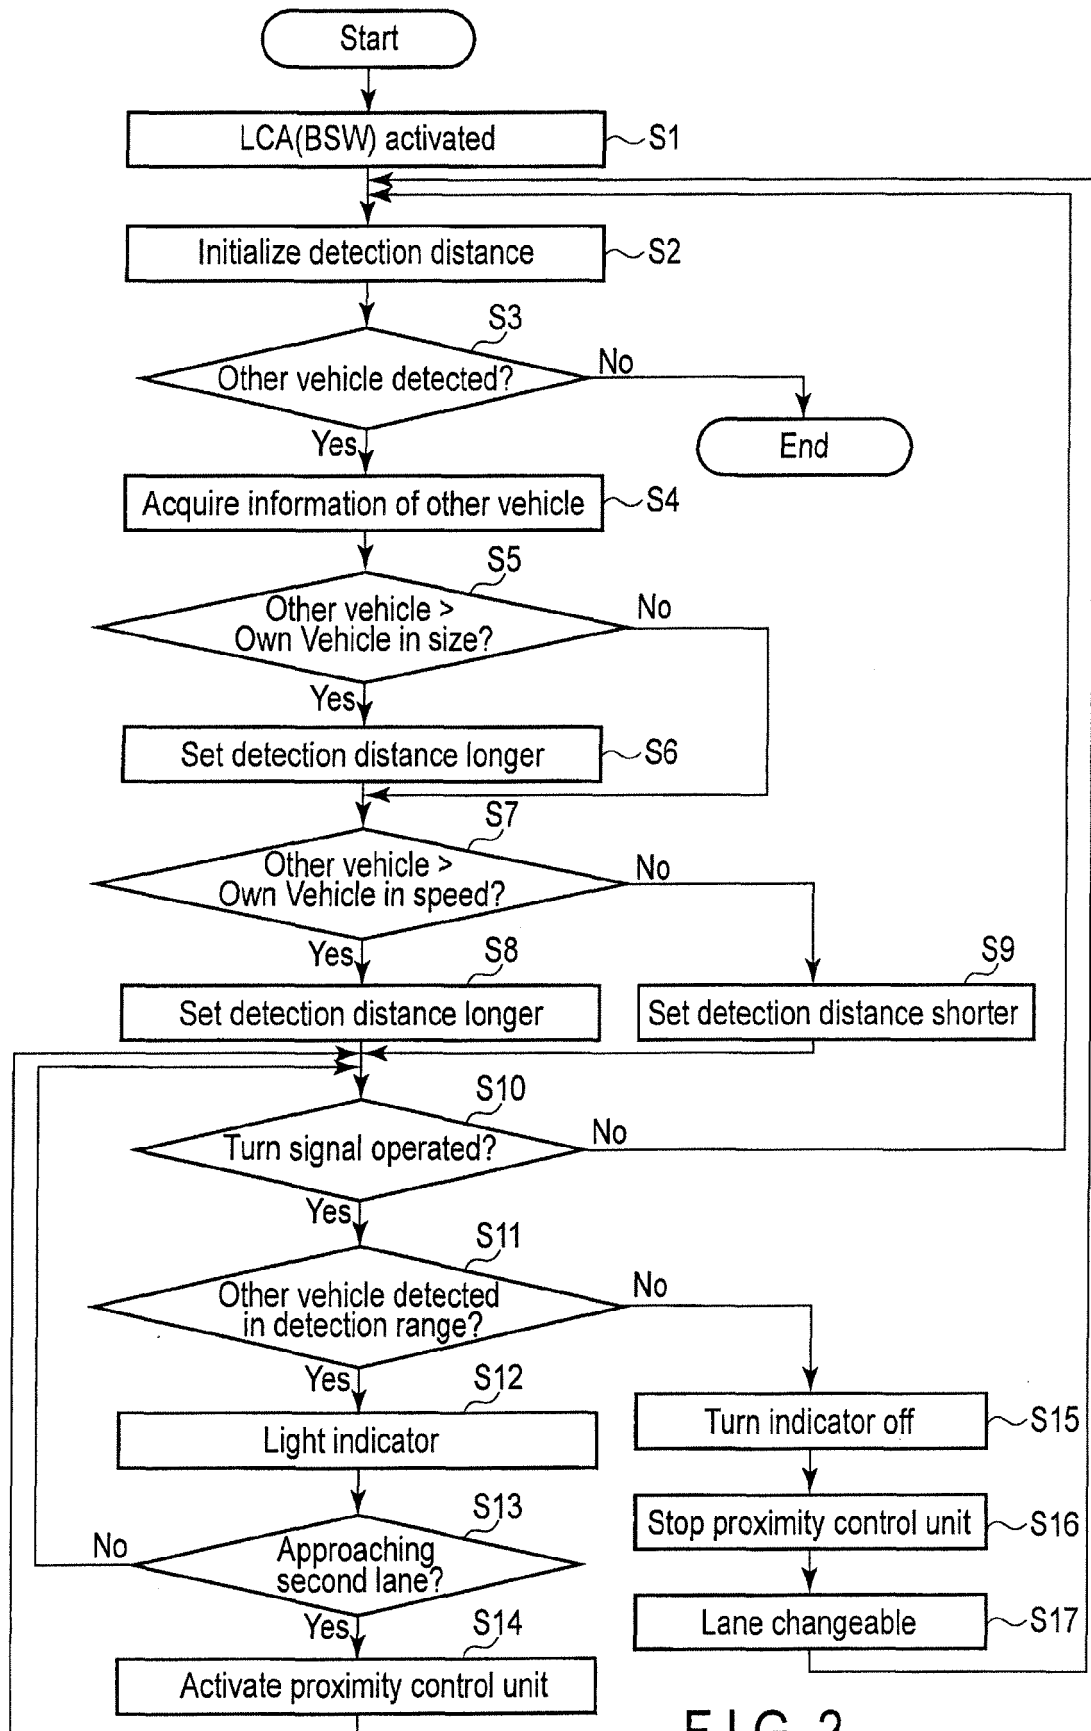 Start
LCA(BSW) activated
S1
Initialize detection distance
S2
S3
Other vehicle detected?
No
Yes
End
Acquire information of other vehicle
S4
S5
Other vehicle >
Own Vehicle in size?
No
Yes
Set detection distance longer
S6
S7
Other vehicle >
Own Vehicle in speed?
No
Yes
S8
Set detection distance longer
S9
Set detection distance shorter
S10
Turn signal operated?
No
Yes
S11
Other vehicle detected
in detection range?
No
Yes
S12
Light indicator
Turn indicator off
S15
S13
Approaching
second lane?
No
Yes
Stop proximity control unit
S16
Lane changeable
S17
S14
Activate proximity control unit
FIG. 2